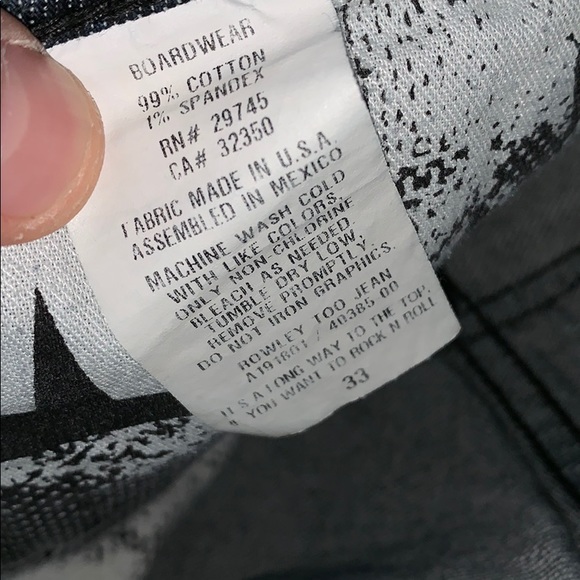 BOARDWEAR
99% COTTON
1% SPANDEX
RN# 29745
CA# 32350
FABRIC MADE IN U.S.A.
ASSEMBLED IN MEXICO
MACHINE WASH COLD
WITH LIKE COLORS.
ONLY NON-CHLORINE
BLEACH AS NEEDED.
TUMBLE DRY LOW.
REMOVE PROMPTLY.
DO NOT IRON GRAPHICS.
ROWLEY TOO JEAN
/ 40385 00
IT'S A LONG WAY TO THE TOP,
IF YOU WANT TO ROCK N ROLL
33